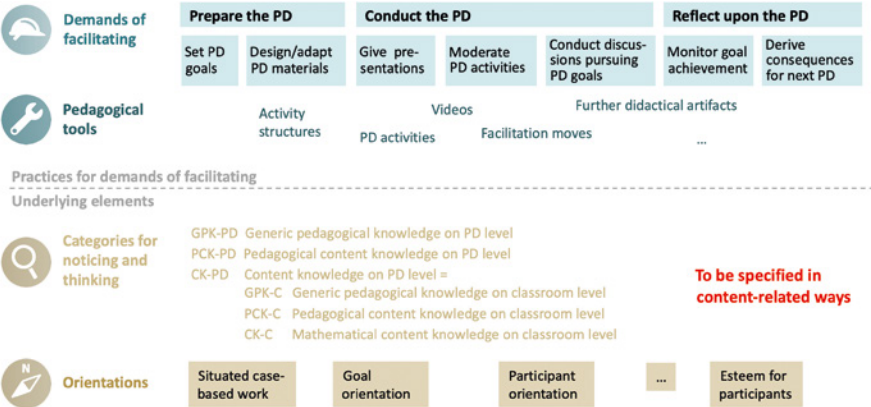 Demands of
facilitating
Prepare the PD
Conduct the PD
Reflect upon the PD
Set PD
goals
Design/adapt
PD materials
Give pre-
sentations
Moderate
PD activities
Conduct discus-
sions pursuing
PD goals
Monitor goal
achievement
Derive
consequences
for next PD
Pedagogical
tools
Activity
structures
Videos
PD activities
Facilitation moves
Further didactical artifacts
...
Practices for demands of facilitating
Underlying elements
Categories for
noticing and
thinking
GPK-PD Generic pedagogical knowledge on PD level
PCK-PD Pedagogical content knowledge on PD level
CK-PD Content knowledge on PD level =
GPK-C Generic pedagogical knowledge on classroom level
PCK-C Pedagogical content knowledge on classroom level
CK-C Mathematical content knowledge on classroom level
To be specified in
content-related ways
N
Orientations
Situated case-
based work
Goal
orientation
Participant
orientation
...
Esteem for
participants